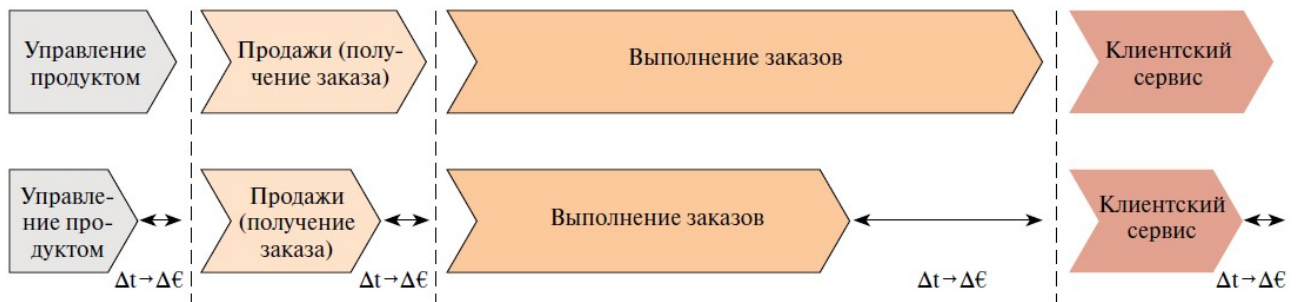 Управление
продуктом
Продажи (полу-
чение заказа)
Выполнение заказов
Клиентский
сервис
Управле-
ние про-
дуктом
Δt→Δ€
Продажи
(получение
заказа)
Δt→Δ€
Выполнение заказов
Δt→Δ€
Клиентский
сервис
Δt→Δ€